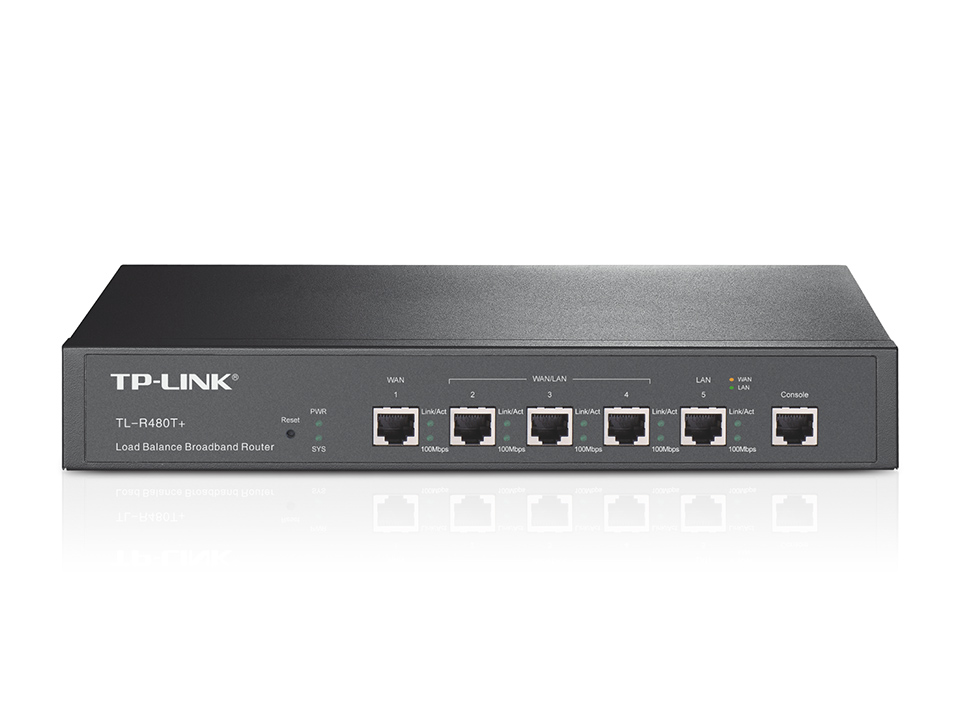 TP-LINK®
TL-R480T+
Load Balance Broadband Router
Reset
PWR
SYS
WAN
1
Link/Act
100Mbps
WAN/LAN
2
Link/Act
100Mbps
3
Link/Act
100Mbps
4
Link/Act
100Mbps
LAN
5
WAN
LAN
Link/Act
100Mbps
Console